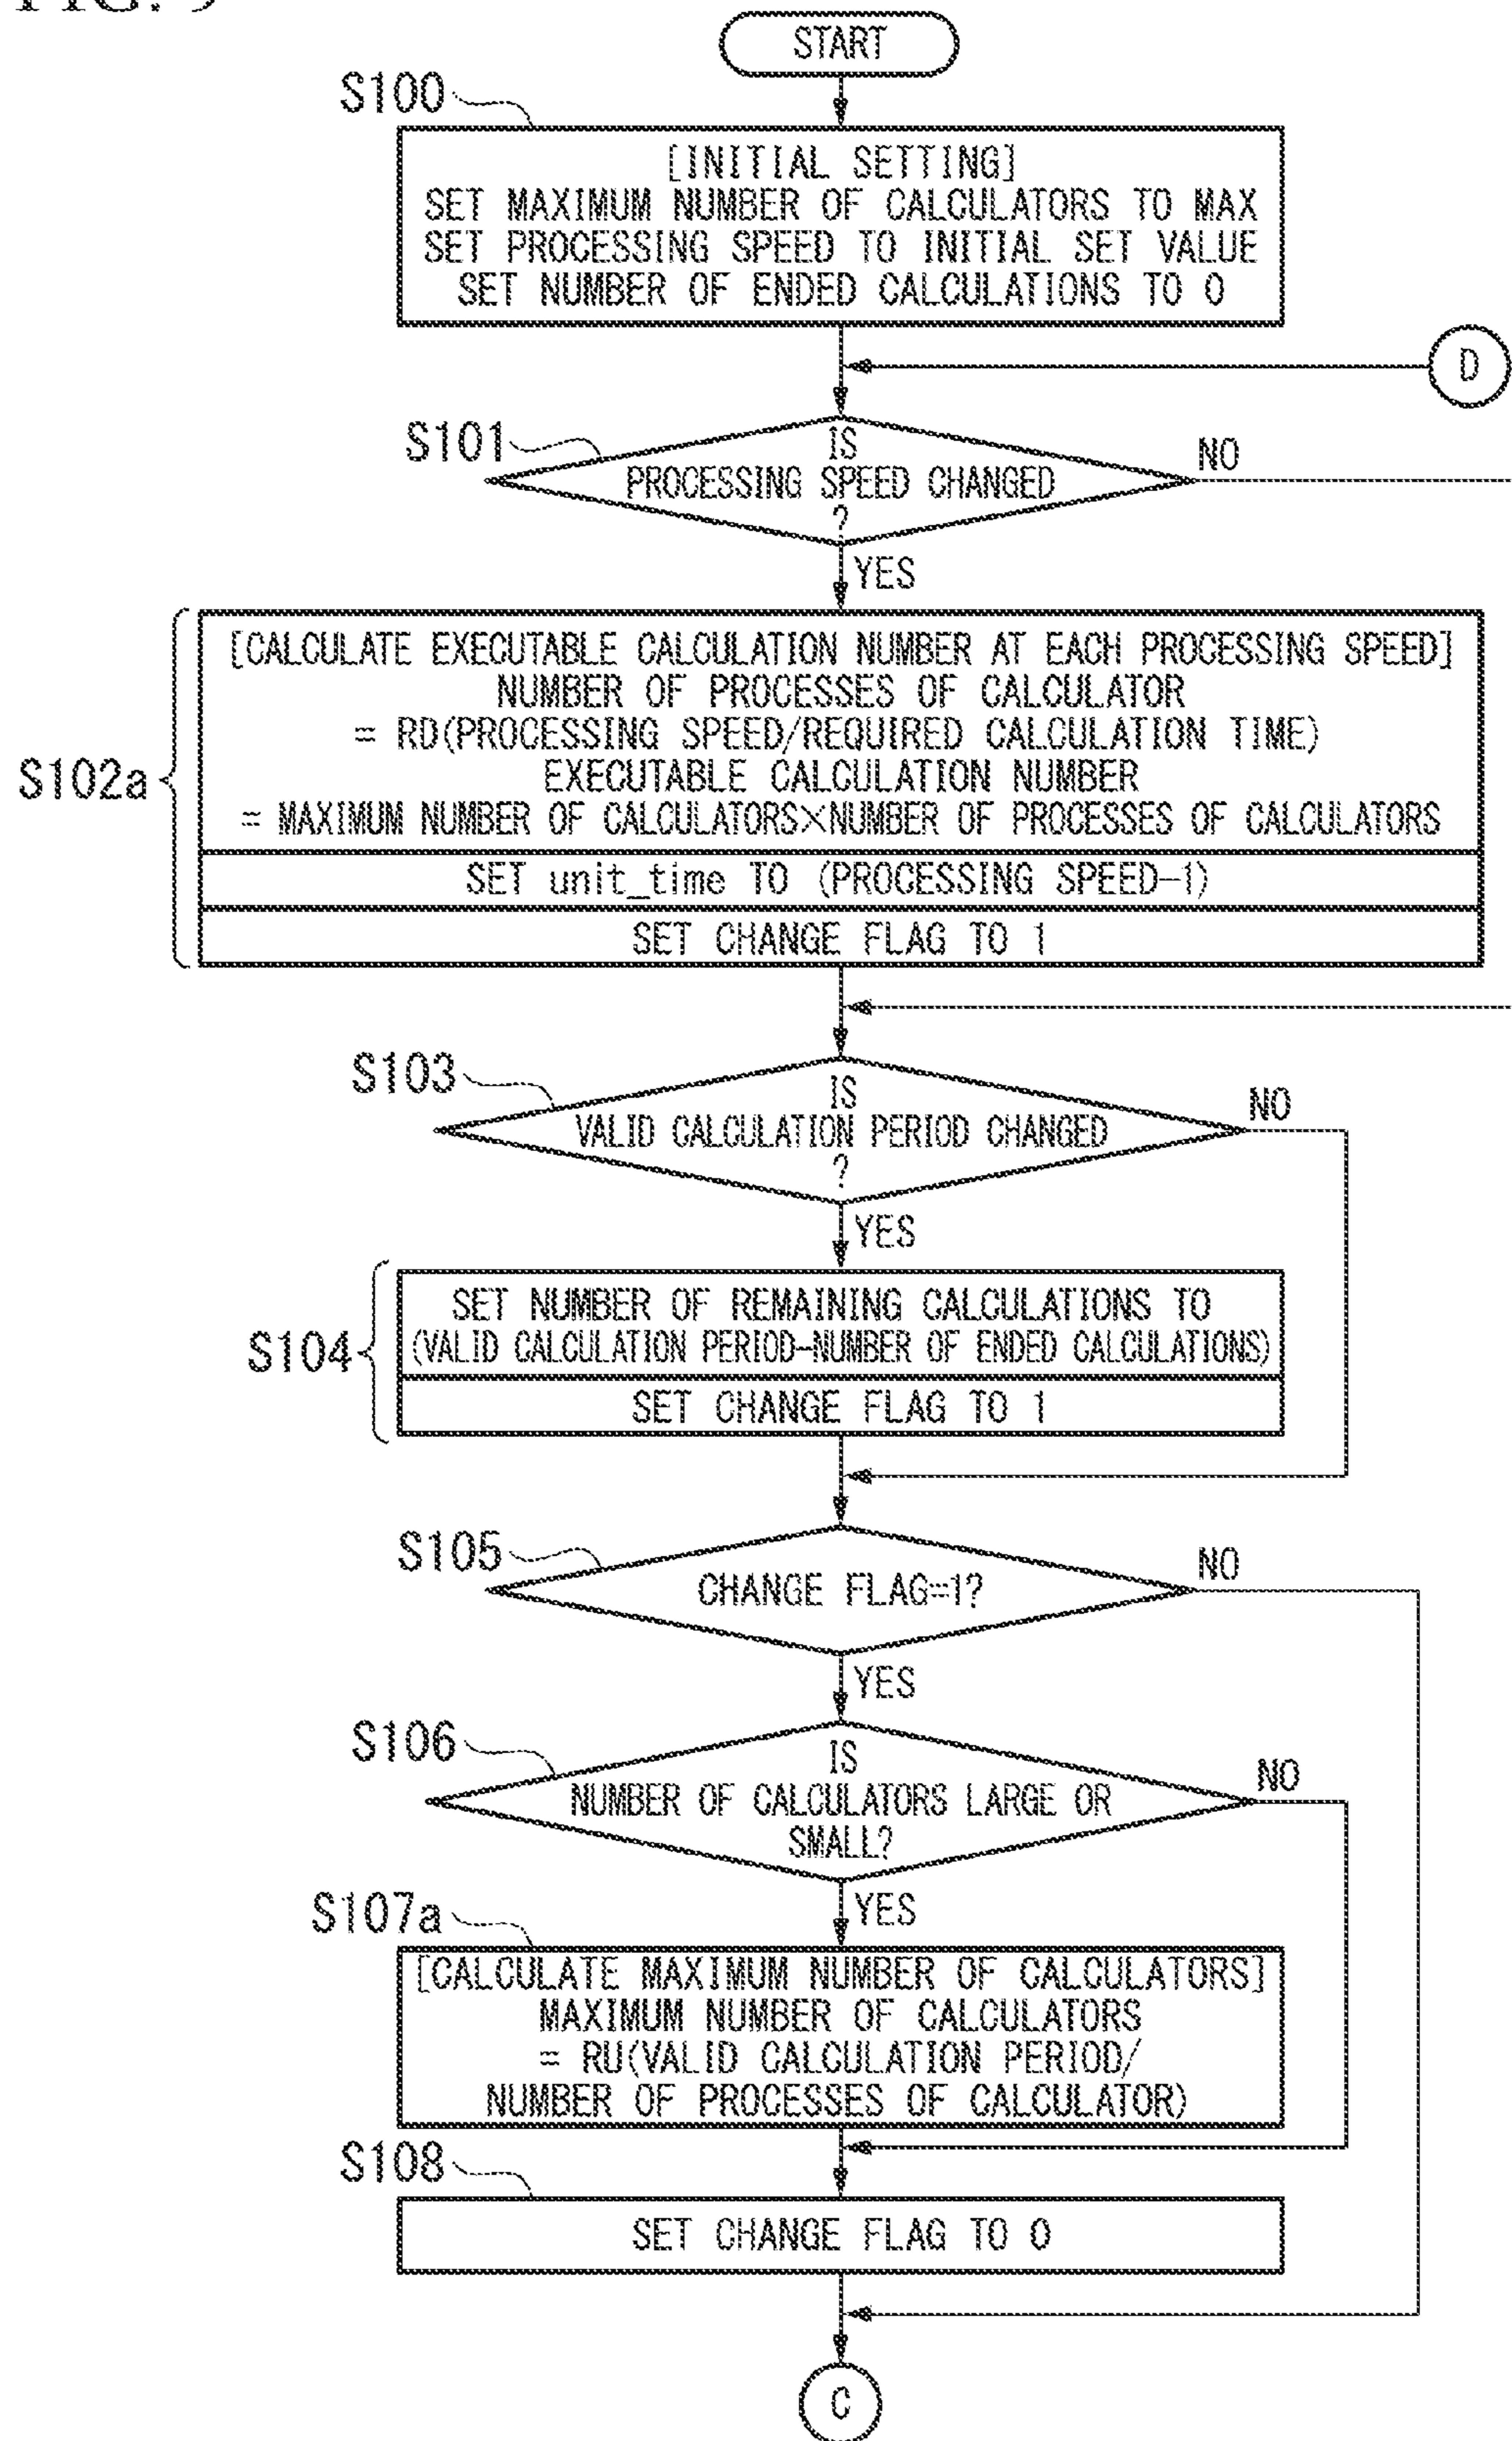 FIG. 9
START
S100
[INITIAL SETTING]
SET MAXIMUM NUMBER OF CALCULATORS TO MAX
SET PROCESSING SPEED TO INITIAL SET VALUE
SET NUMBER OF ENDED CALCULATIONS TO 0
D
S101
IS
PROCESSING SPEED CHANGED
?
NO
YES
S102a
[CALCULATE EXECUTABLE CALCULATION NUMBER AT EACH PROCESSING SPEED]
NUMBER OF PROCESSES OF CALCULATOR
= RD(PROCESSING SPEED/REQUIRED CALCULATION TIME)
EXECUTABLE CALCULATION NUMBER
= MAXIMUM NUMBER OF CALCULATORS×NUMBER OF PROCESSES OF CALCULATORS
SET unit_time TO (PROCESSING SPEED-1)
SET CHANGE FLAG TO 1
S103
IS
VALID CALCULATION PERIOD CHANGED
?
NO
YES
S104
SET NUMBER OF REMAINING CALCULATIONS TO
(VALID CALCULATION PERIOD-NUMBER OF ENDED CALCULATIONS)
SET CHANGE FLAG TO 1
S105
CHANGE FLAG=1?
NO
YES
S106
IS
NUMBER OF CALCULATORS LARGE OR
SMALL?
NO
YES
S107a
[CALCULATE MAXIMUM NUMBER OF CALCULATORS]
MAXIMUM NUMBER OF CALCULATORS
= RU(VALID CALCULATION PERIOD/
NUMBER OF PROCESSES OF CALCULATOR)
S108
SET CHANGE FLAG TO 0
C